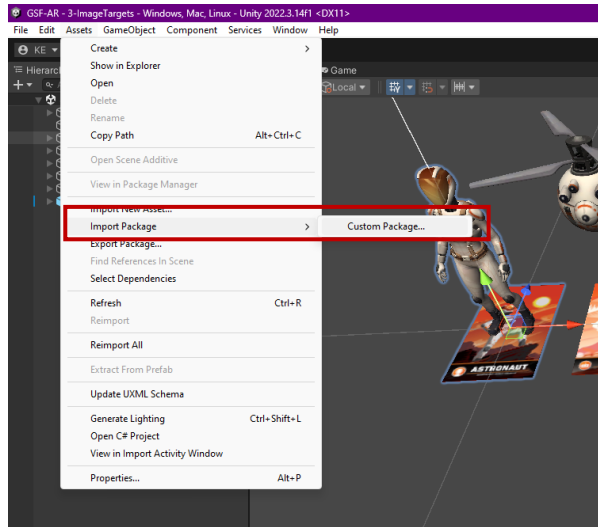 GSF-AR - 3-ImageTargets - Windows, Mac, Linux - Unity 2022.3.14f1 <DX11>
File Edit Assets GameObject Component Services Window Help
KE
Create
Show in Explorer
Open
Delete
Rename
Copy Path Alt+Ctrl+C
Open Scene Additive
View in Package Manager
Import New Asset...
Import Package Custom Package...
Export Package...
Find References In Scene
Select Dependencies
Refresh Ctrl+R
Reimport
Reimport All
Extract From Prefab
Update UXML Schema
Generate Lighting Ctrl+Shift+L
Open C# Project
View in Import Activity Window
Properties... Alt+P
Hierarc
Game
Local
ASTRONAUT